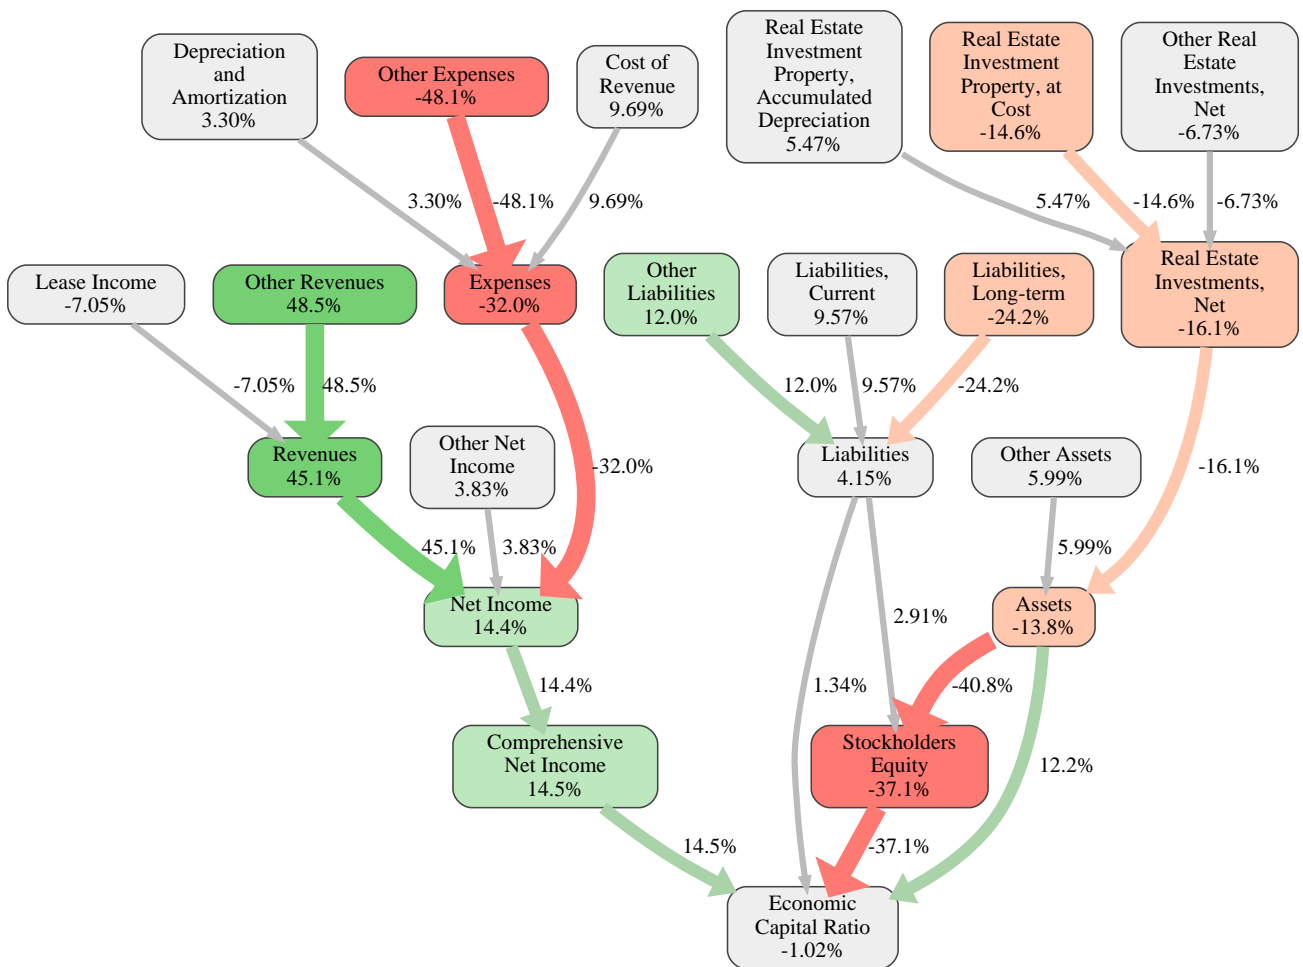 Depreciation
and
Amortization
3.30%
Other Expenses
-48.1%
Cost of
Revenue
9.69%
Real Estate
Investment
Property,
Accumulated
Depreciation
5.47%
Real Estate
Investment
Property, at
Cost
-14.6%
Other Real
Estate
Investments,
Net
-6.73%
3.30%
-48.1%
9.69%
5.47%
-14.6%
-6.73%
Lease Income
-7.05%
Other Revenues
48.5%
Expenses
-32.0%
Other
Liabilities
12.0%
Liabilities,
Current
9.57%
Liabilities,
Long-term
-24.2%
Real Estate
Investments,
Net
-16.1%
-7.05%
48.5%
12.0%
9.57%
-24.2%
Revenues
45.1%
Other Net
Income
3.83%
-32.0%
Liabilities
4.15%
Other Assets
5.99%
-16.1%
45.1%
3.83%
5.99%
Net Income
14.4%
2.91%
Assets
-13.8%
14.4%
1.34%
-40.8%
Comprehensive
Net Income
14.5%
Stockholders
Equity
-37.1%
12.2%
14.5%
-37.1%
Economic
Capital Ratio
-1.02%